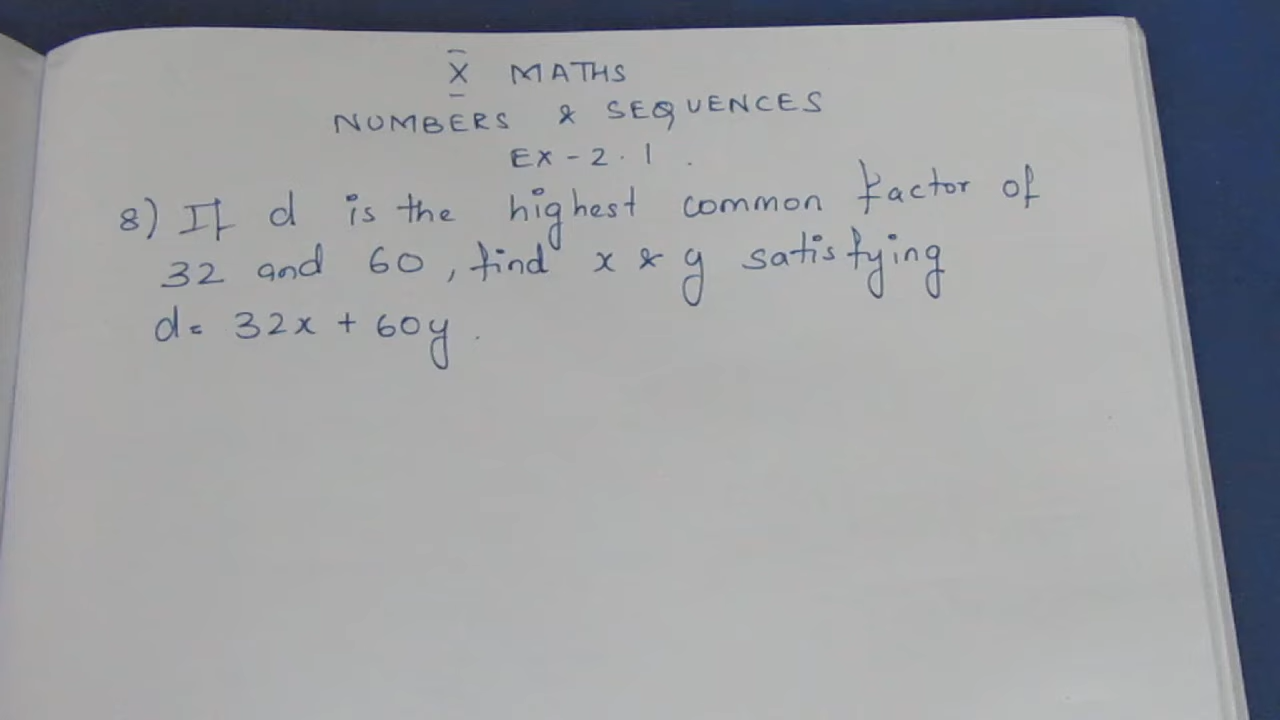 X MATHS
NUMBERS & SEQUENCES
EX - 2.1.
8) If d is the highest common factor of
32 and 60, find x & y satisfying
d = 32x + 60y.